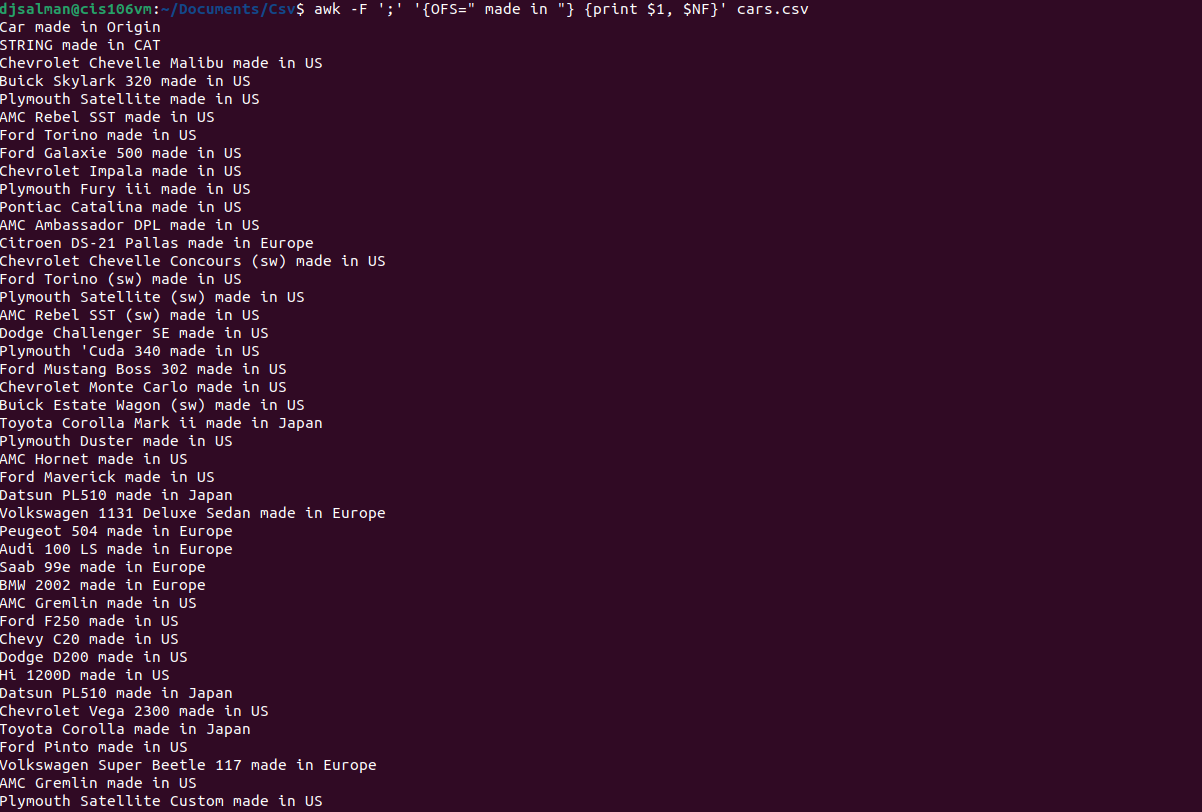 djsalman@cis106vm:~/Documents/Csv$ awk -F ';' '{OFS=" made in "} {print $1, $NF}' cars.csv
Car made in Origin
STRING made in CAT
Chevrolet Chevelle Malibu made in US
Buick Skylark 320 made in US
Plymouth Satellite made in US
AMC Rebel SST made in US
Ford Torino made in US
Ford Galaxie 500 made in US
Chevrolet Impala made in US
Plymouth Fury iii made in US
Pontiac Catalina made in US
AMC Ambassador DPL made in US
Citroen DS-21 Pallas made in Europe
Chevrolet Chevelle Concours (sw) made in US
Ford Torino (sw) made in US
Plymouth Satellite (sw) made in US
AMC Rebel SST (sw) made in US
Dodge Challenger SE made in US
Plymouth 'Cuda 340 made in US
Ford Mustang Boss 302 made in US
Chevrolet Monte Carlo made in US
Buick Estate Wagon (sw) made in US
Toyota Corolla Mark ii made in Japan
Plymouth Duster made in US
AMC Hornet made in US
Ford Maverick made in US
Datsun PL510 made in Japan
Volkswagen 1131 Deluxe Sedan made in Europe
Peugeot 504 made in Europe
Audi 100 LS made in Europe
Saab 99e made in Europe
BMW 2002 made in Europe
AMC Gremlin made in US
Ford F250 made in US
Chevy C20 made in US
Dodge D200 made in US
Hi 1200D made in US
Datsun PL510 made in Japan
Chevrolet Vega 2300 made in US
Toyota Corolla made in Japan
Ford Pinto made in US
Volkswagen Super Beetle 117 made in Europe
AMC Gremlin made in US
Plymouth Satellite Custom made in US